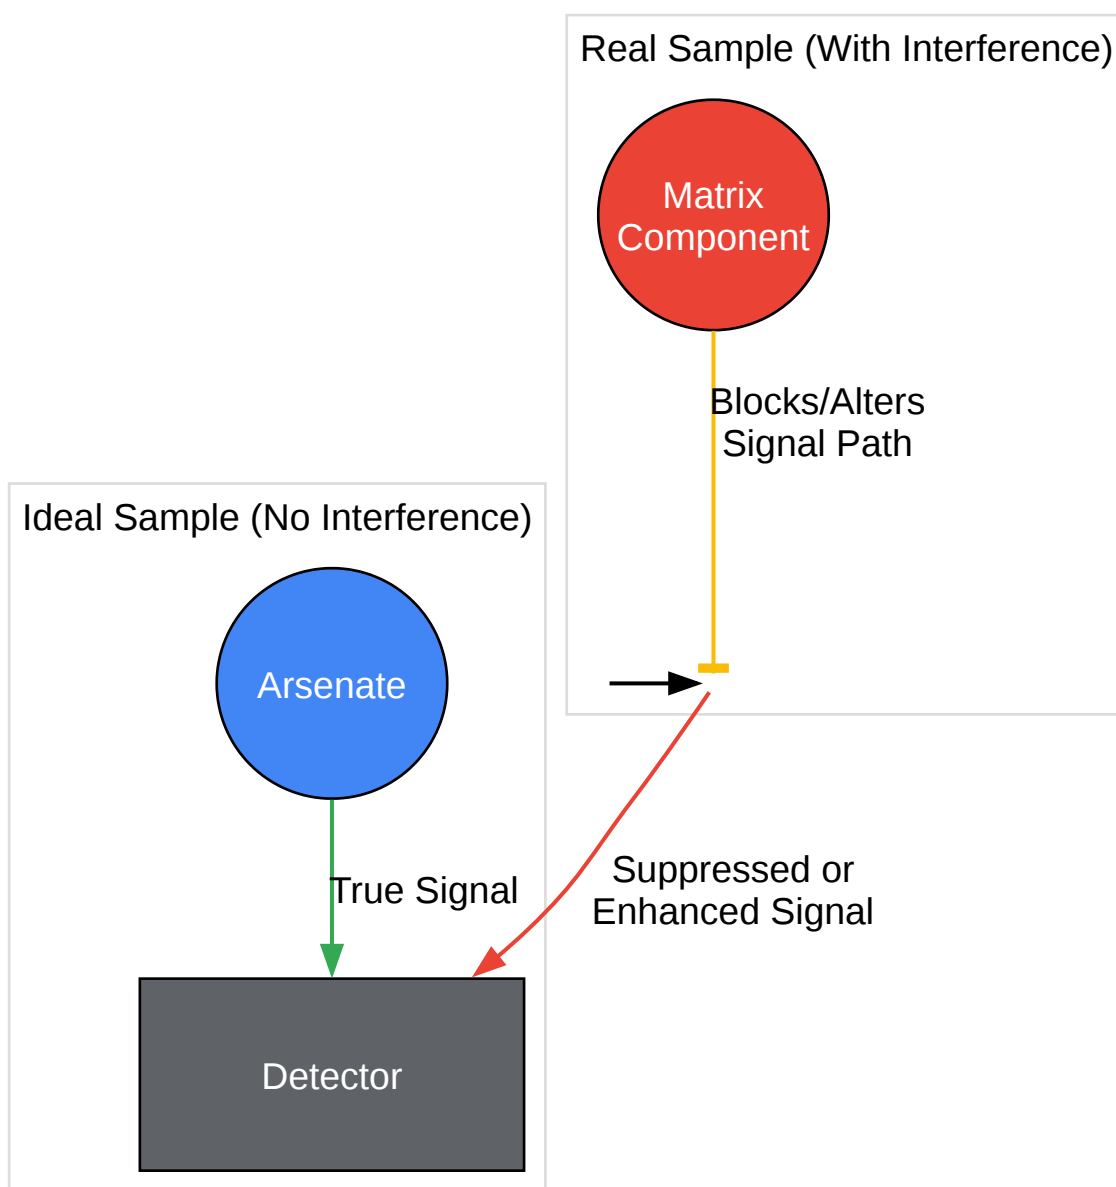 Real Sample (With Interference)
Matrix
Component
Blocks/Alters
Signal Path
Ideal Sample (No Interference)
Arsenate
True Signal
Suppressed or
Enhanced Signal
Detector